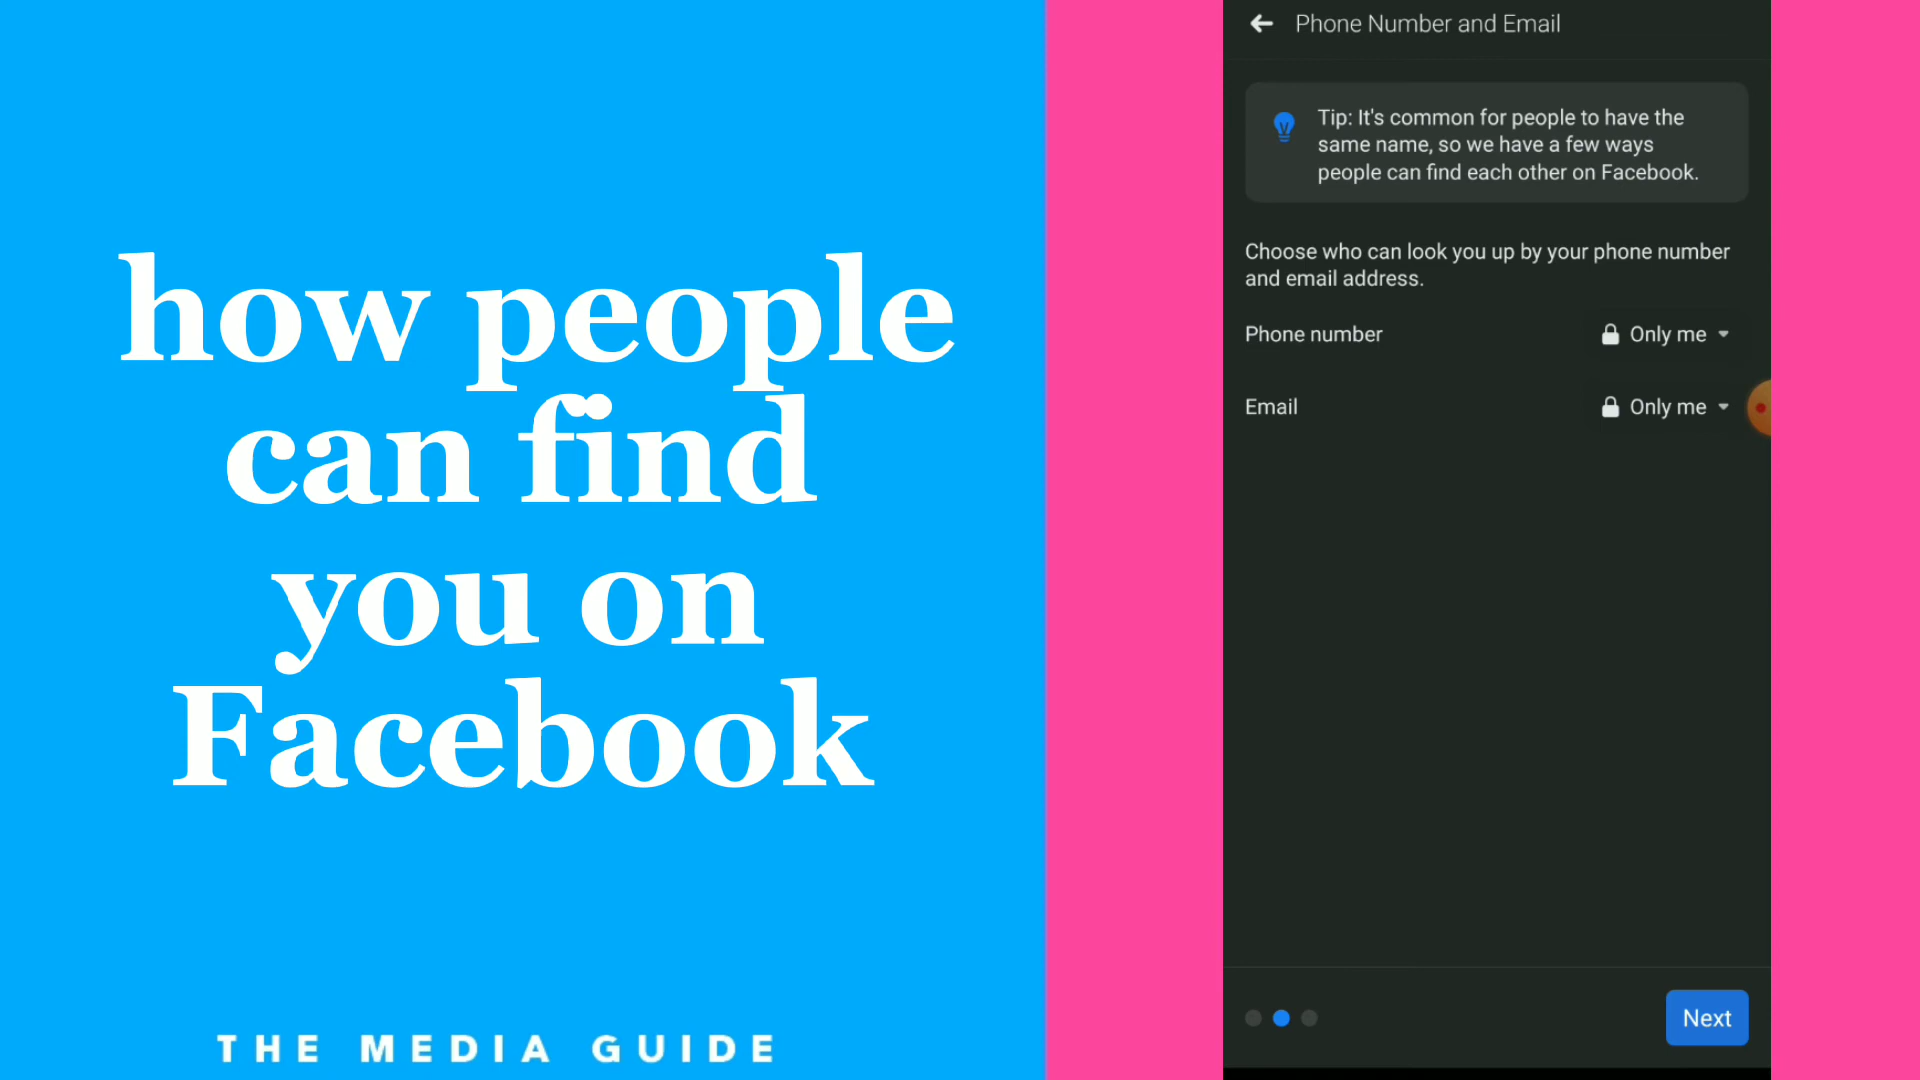 how people
can find
you on
Facebook
THE MEDIA GUIDE
Phone Number and Email
Tip: It's common for people to have the
same name, so we have a few ways
people can find each other on Facebook.
Choose who can look you up by your phone number
and email address.
Phone number Only me
Email Only me
Next